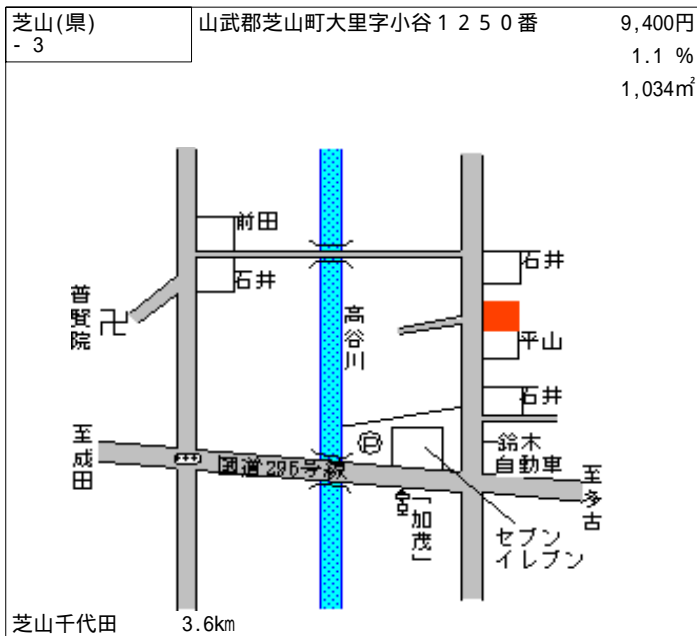 芝山(県)
- 3
山武郡芝山町大里字小谷1250番
9,400円
1.1 %
1,034㎡
前田
石井
石井
普賢院
高谷川
平山
石井
至成田
国道296号線
P
鈴木
自動車
至多古
「加茂」
セブン
イレブン
芝山千代田 3.6km